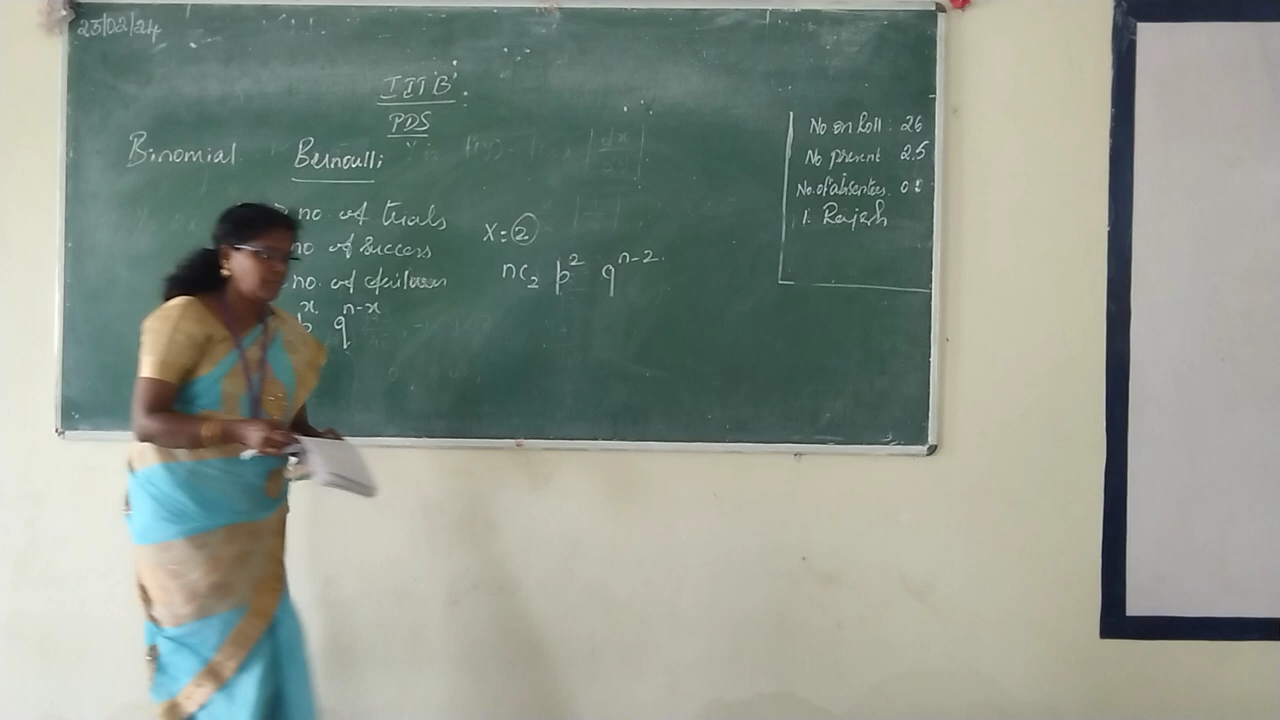 23/02/24
III 'B'
PDS
Binomial Bernoulli
no. of trials
no of success
no. of failures
x n-x
p q
X = 2
nC2 p^2 q^n-2
No on Roll : 26
No present 25
No. of absentees 01
1. Rajesh